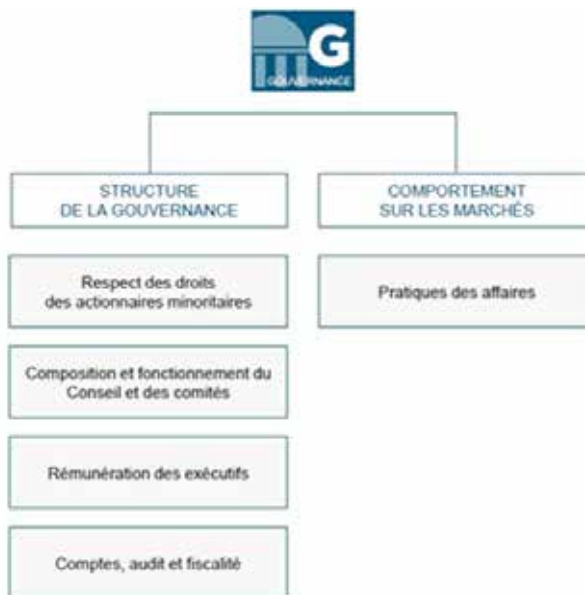 G
GOUVERNANCE
STRUCTURE
DE LA GOUVERNANCE
COMPORTEMENT
SUR LES MARCHÉS
Respect des droits
des actionnaires minoritaires
Pratiques des affaires
Composition et fonctionnement du
Conseil et des comités
Rémunération des exécutifs
Comptes, audit et fiscalité